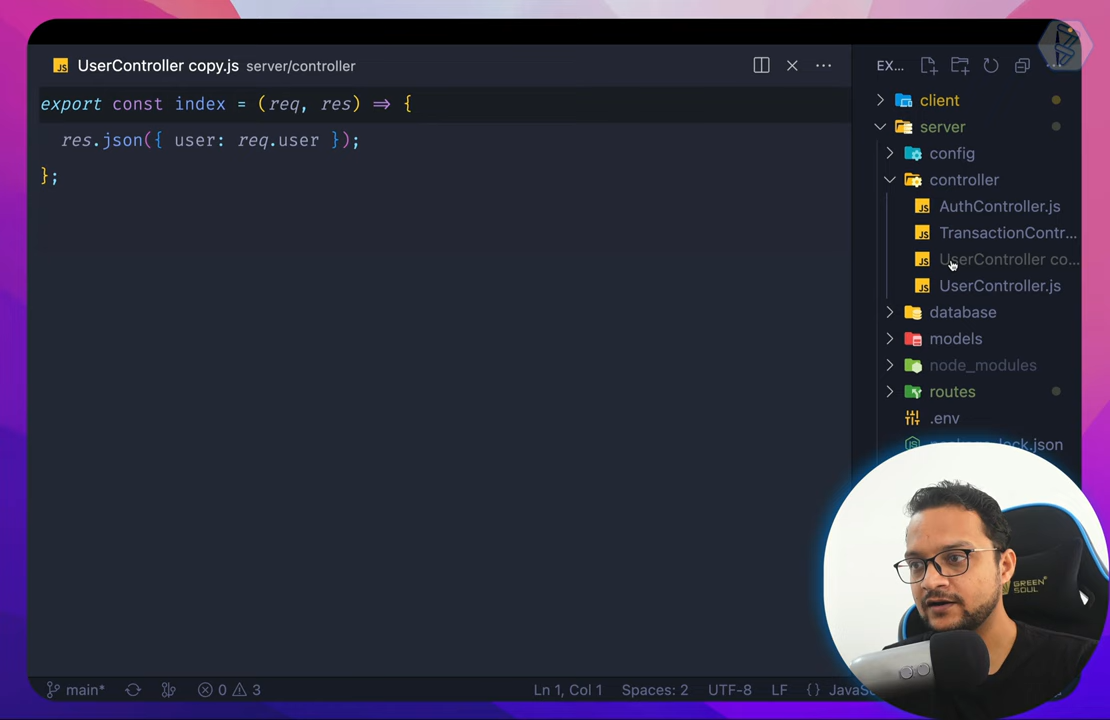 UserController copy.js server/controller
EX...
export const index = (req, res) => {
res.json({ user: req.user });
};
client
server
config
controller
AuthController.js
TransactionContr...
UserController co...
UserController.js
database
models
node_modules
routes
.env
lock.json
GREEN
SOUL
main*
0
3
Ln 1, Col 1
Spaces: 2
UTF-8
LF
{}